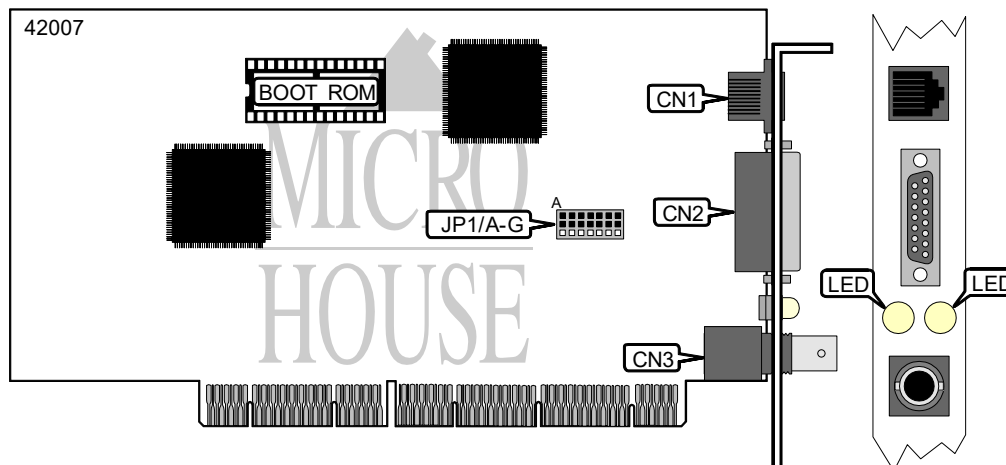 42007
BOOT ROM
CN1
A
JP1/A-G
CN2
LED
LED
CN3
MICRO
HOUSE